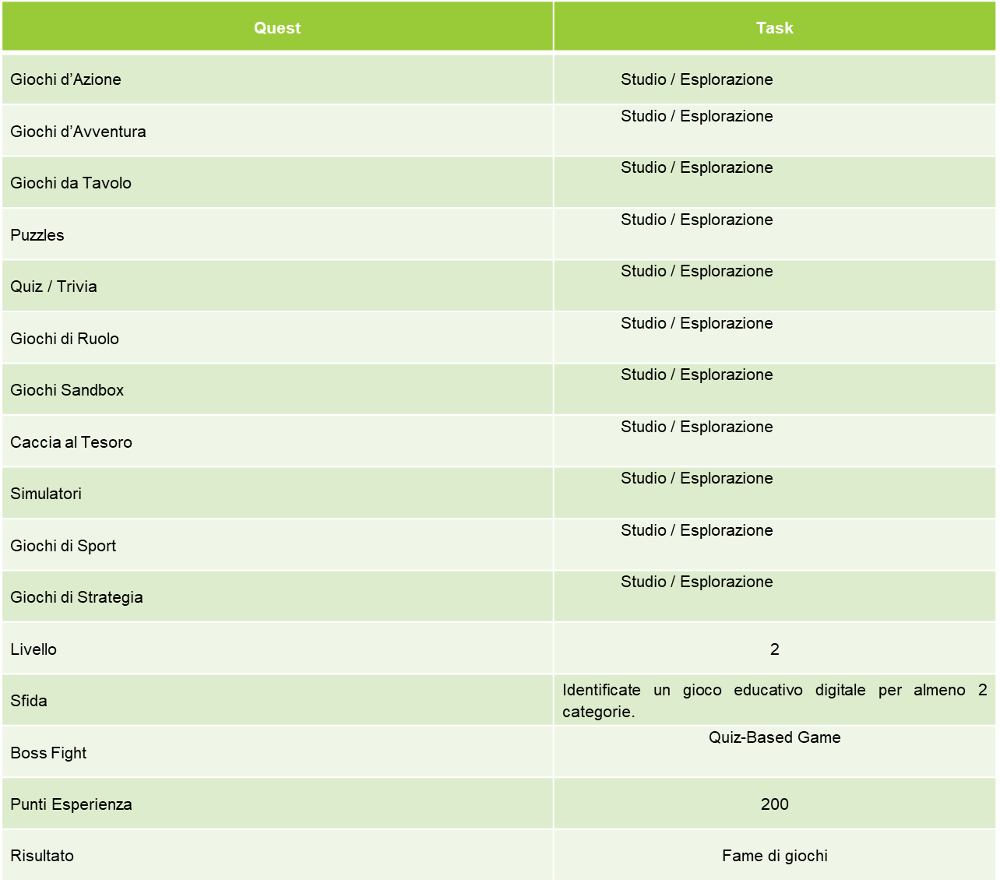 Quest Task
Giochi d’Azione Studio / Esplorazione
Giochi d’Avventura Studio / Esplorazione
Giochi da Tavolo Studio / Esplorazione
Puzzles Studio / Esplorazione
Quiz / Trivia Studio / Esplorazione
Giochi di Ruolo Studio / Esplorazione
Giochi Sandbox Studio / Esplorazione
Caccia al Tesoro Studio / Esplorazione
Simulatori Studio / Esplorazione
Giochi di Sport Studio / Esplorazione
Giochi di Strategia Studio / Esplorazione
Livello 2
Sfida Identificate un gioco educativo digitale per almeno 2
categorie.
Boss Fight Quiz-Based Game
Punti Esperienza 200
Risultato Fame di giochi